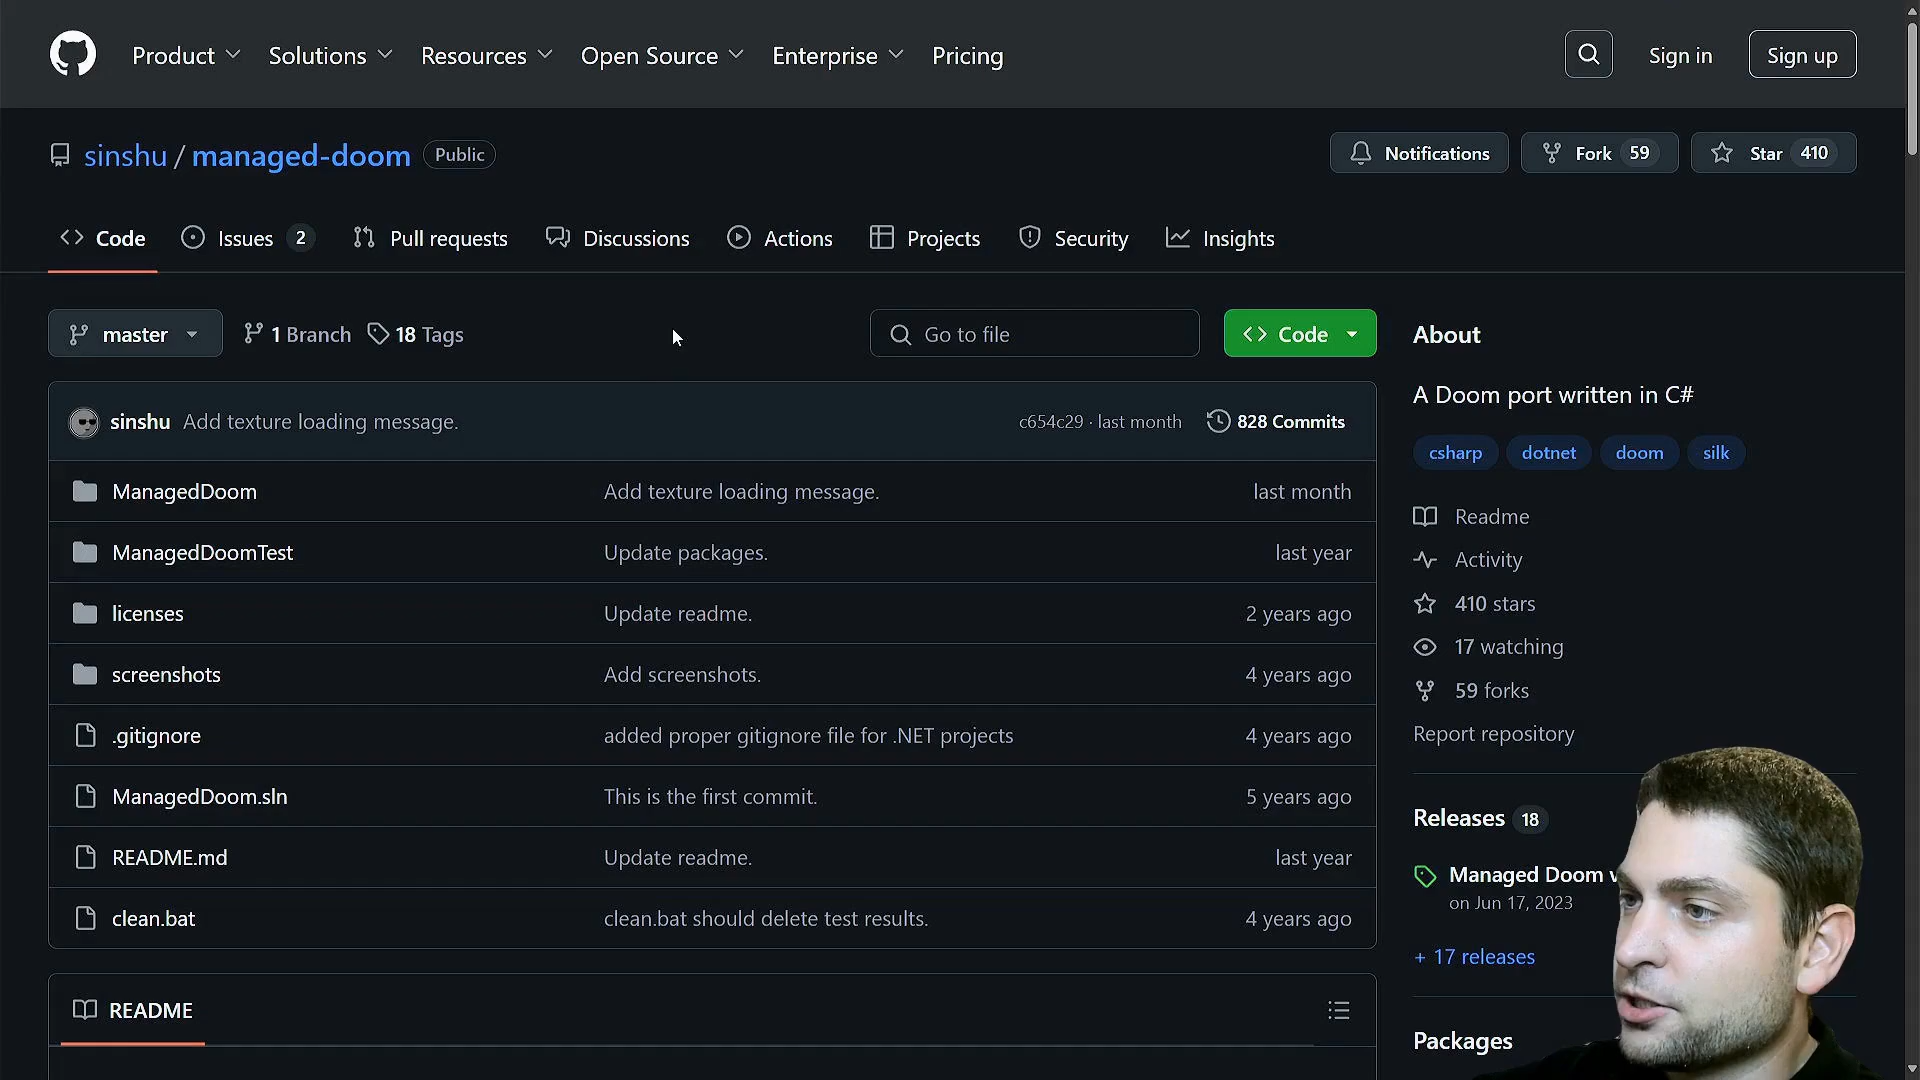 Product Solutions Resources Open Source Enterprise Pricing Sign in Sign up
sinshu / managed-doom Public Notifications Fork 59 Star 410
Code Issues 2 Pull requests Discussions Actions Projects Security Insights
master 1 Branch 18 Tags Go to file Code
sinshu Add texture loading message. c654c29 · last month 828 Commits
ManagedDoom Add texture loading message. last month
ManagedDoomTest Update packages. last year
licenses Update readme. 2 years ago
screenshots Add screenshots. 4 years ago
.gitignore added proper gitignore file for .NET projects 4 years ago
ManagedDoom.sln This is the first commit. 5 years ago
README.md Update readme. last year
clean.bat clean.bat should delete test results. 4 years ago
README
About
A Doom port written in C#
csharp dotnet doom silk
Readme
Activity
410 stars
17 watching
59 forks
Report repository
Releases 18
Managed Doom v
on Jun 17, 2023
+ 17 releases
Packages